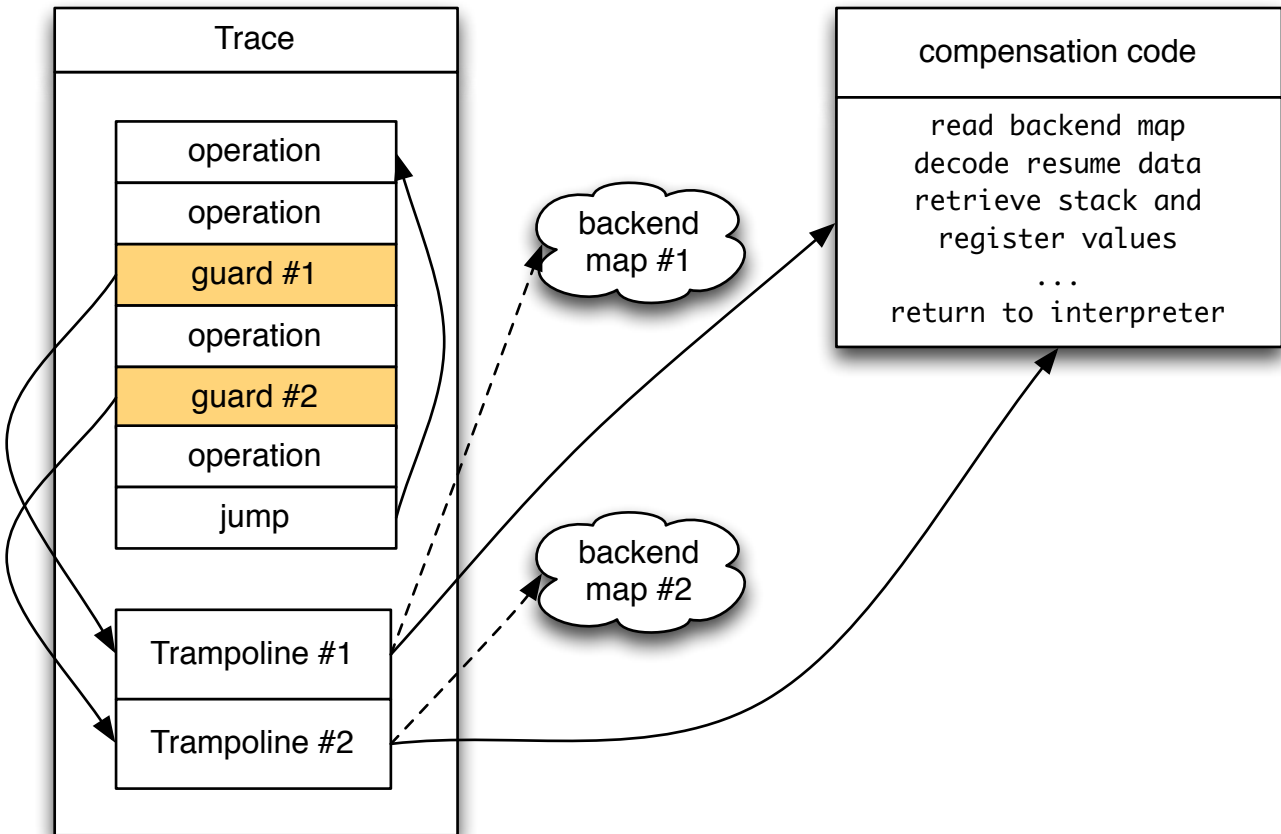 Trace
operation
operation
guard #1
operation
guard #2
operation
jump
Trampoline #1
Trampoline #2
backend
map #1
backend
map #2
compensation code
read backend map
decode resume data
retrieve stack and
register values
...
return to interpreter